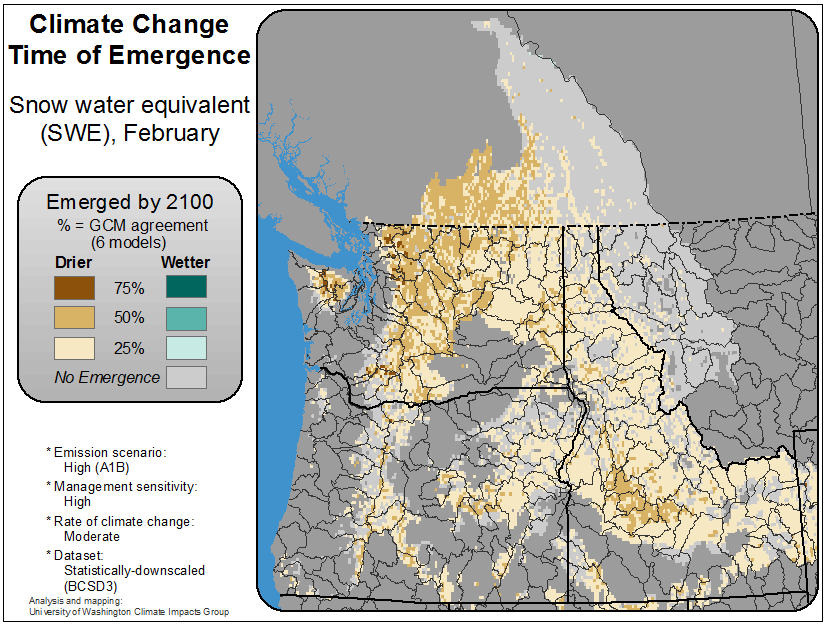 Climate Change
Time of Emergence
Snow water equivalent
(SWE), February
Emerged by 2100
% = GCM agreement
(6 models)
Drier Wetter
75%
50%
25%
No Emergence
* Emission scenario:
High (A1B)
* Management sensitivity:
High
* Rate of climate change:
Moderate
* Dataset:
Statistically-downscaled
(BCSD3)
Analysis and mapping:
University of Washington Climate Impacts Group